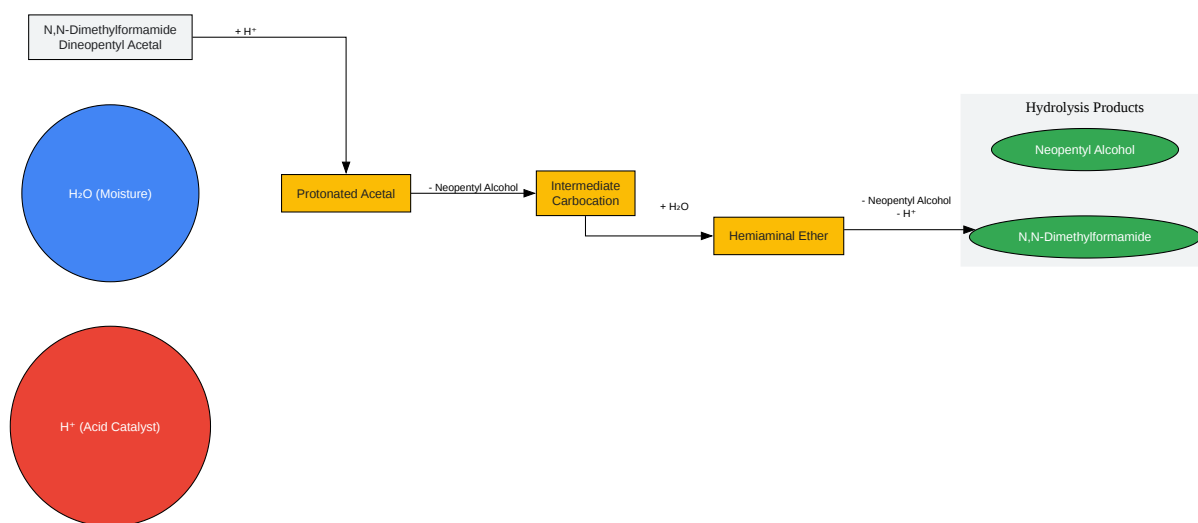 N,N-Dimethylformamide
Dineopentyl Acetal
+ H⁺
H₂O (Moisture)
H⁺ (Acid Catalyst)
Protonated Acetal
- Neopentyl Alcohol
Intermediate
Carbocation
+ H₂O
Hemiaminal Ether
- Neopentyl Alcohol
- H⁺
Hydrolysis Products
Neopentyl Alcohol
N,N-Dimethylformamide